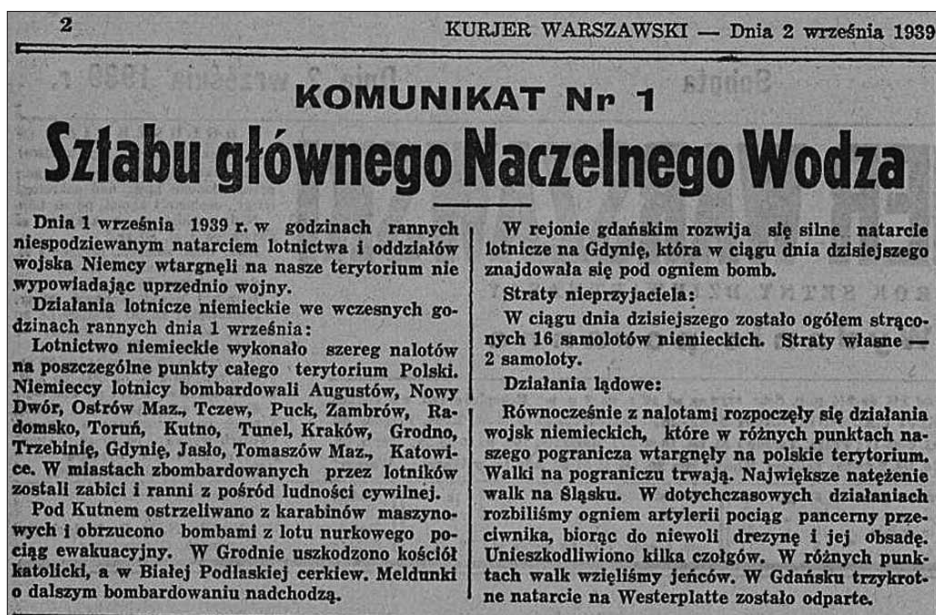 2
KURJER WARSZAWSKI — Dnia 2 września 1939
KOMUNIKAT Nr 1
Sztabu głównego Naczelnego Wodza
Dnia 1 września 1939 r. w godzinach rannych
niespodziewanym natarciem lotnictwa i oddziałów
wojska Niemcy wtargnęli na nasze terytorium nie
wypowiadając uprzednio wojny.
Działania lotnicze niemieckie we wczesnych go-
dzinach rannych dnia 1 września:
Lotnictwo niemieckie wykonało szereg nalotów
na poszczególne punkty całego terytorium Polski.
Niemieccy lotnicy bombardowali Augustów, Nowy
Dwór, Ostrów Maz., Tczew, Puck, Zambrów, Ra-
domsko, Toruń, Kutno, Tunel, Kraków, Grodno,
Trzebinię, Gdynię, Jasło, Tomaszów Maz., Katowi-
ce. W miastach zbombardowanych przez lotników
zostali zabici i ranni z pośród ludności cywilnej.
Pod Kutnem ostrzeliwano z karabinów maszyno-
wych i obrzucono bombami z lotu nurkowego po-
ciąg ewakuacyjny. W Grodnie uszkodzono kościół
katolicki, a w Białej Podlaskiej cerkiew. Meldunki
o dalszym bombardowaniu nadchodzą.
W rejonie gdańskim rozwija się silne natarcie
lotnicze na Gdynię, która w ciągu dnia dzisiejszego
znajdowała się pod ogniem bomb.
Straty nieprzyjaciela:
W ciągu dnia dzisiejszego zostało ogółem strąco-
nych 16 samolotów niemieckich. Straty własne —
2 samoloty.
Działania lądowe:
Równocześnie z nalotami rozpoczęły się działania
wojsk niemieckich, które w różnych punktach na-
szego pogranicza wtargnęły na polskie terytorium.
Walki na pograniczu trwają. Największe natężenie
walk na Śląsku. W dotychczasowych działaniach
rozbiliśmy ogniem artylerii pociąg pancerny prze-
ciwnika, biorąc do niewoli drezynę i jej obsadę.
Unieszkodliwiono kilka czołgów. W różnych punk-
tach walk wzięliśmy jeńców. W Gdańsku trzykrot-
ne natarcie na Westerplatte zostało odparte.